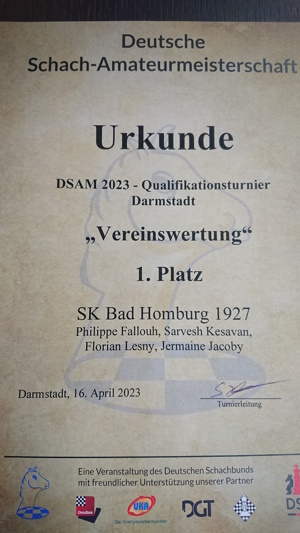 Deutsche
Schach-Amateurmeisterschaft
Urkunde
DSAM 2023 - Qualifikationsturnier
Darmstadt
„Vereinswertung“
1. Platz
SK Bad Homburg 1927
Philippe Fallouh, Sarvesh Kesavan,
Florian Lesny, Jermaine Jacoby
Darmstadt, 16. April 2023
Turnierleitung
Eine Veranstaltung des Deutschen Schachbunds
mit freundlicher Unterstützung unserer Partner
UKA
DGT
DS